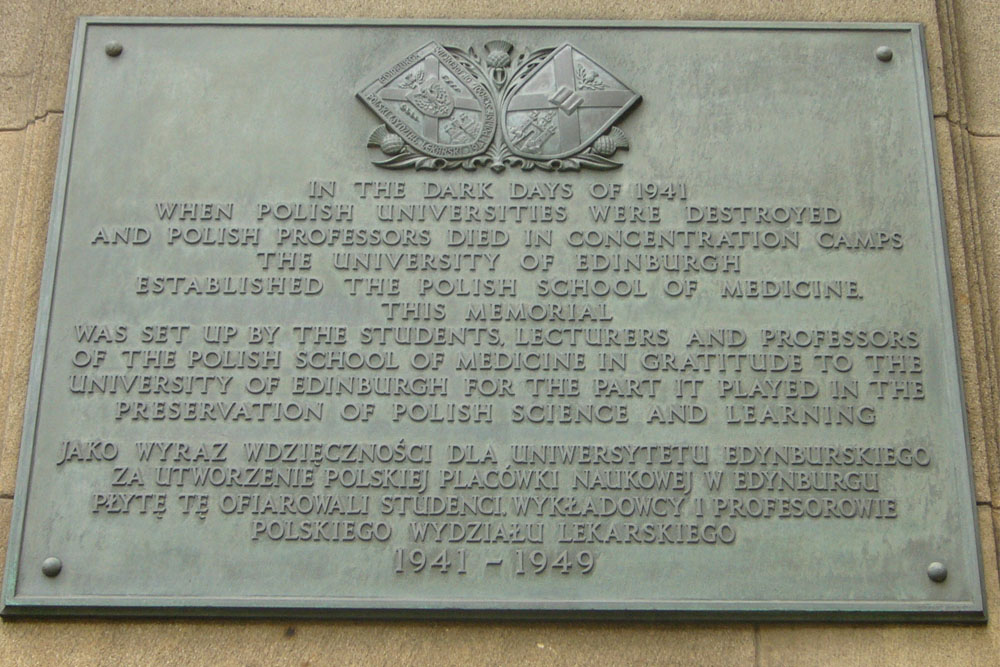 IN THE DARK DAYS OF 1941
WHEN POLISH UNIVERSITIES WERE DESTROYED
AND POLISH PROFESSORS DIED IN CONCENTRATION CAMPS
THE UNIVERSITY OF EDINBURGH
ESTABLISHED THE POLISH SCHOOL OF MEDICINE.
THIS MEMORIAL
WAS SET UP BY THE STUDENTS, LECTURERS AND PROFESSORS
OF THE POLISH SCHOOL OF MEDICINE IN GRATITUDE TO THE
UNIVERSITY OF EDINBURGH FOR THE PART IT PLAYED IN THE
PRESERVATION OF POLISH SCIENCE AND LEARNING
JAKO WYRAZ WDZIĘCZNOŚCI DLA UNIWERSYTETU EDYNBURSKIEGO
ZA UTWORZENIE POLSKIEJ PLACÓWKI NAUKOWEJ W EDYNBURGU
PŁYTĘ TĘ OFIAROWALI STUDENCI, WYKŁADOWCY I PROFESOROWIE
POLSKIEGO WYDZIAŁU LEKARSKIEGO
1941 – 1949